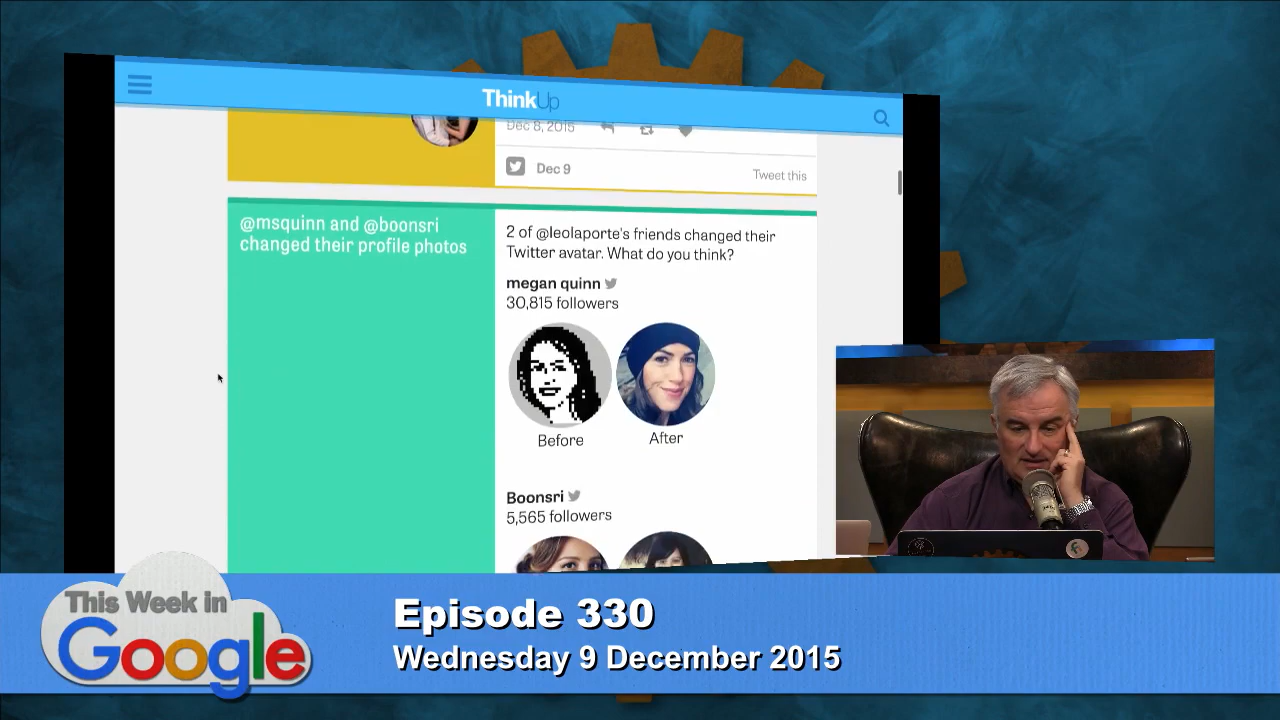 ThinkUp
Dec 8, 2015
Dec 9
Tweet this
@msquinn and @boonsri
changed their profile photos
2 of @leolaporte's friends changed their
Twitter avatar. What do you think?
megan quinn
30,815 followers
Before
After
Boonsri
5,565 followers
This Week in
Google
Episode 330
Wednesday 9 December 2015